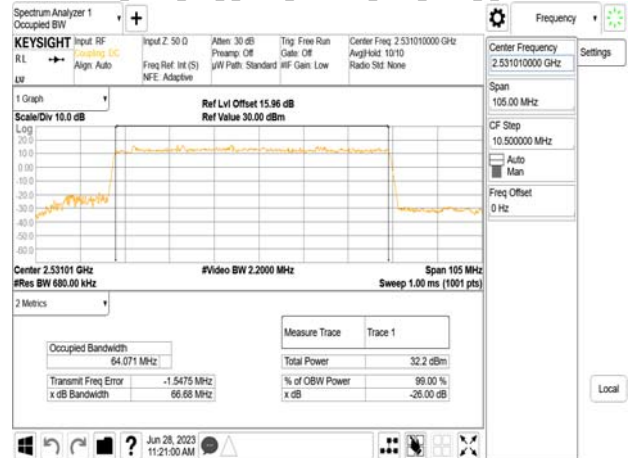 Spectrum Analyzer 1
Occupied BW
+
Frequency
KEYSIGHT
Input: RF
Coupling: DC
Align: Auto
Input Z: 50 Ω
Freq Ref: Int (S)
NFE: Adaptive
Atten: 30 dB
Preamp: Off
µW Path: Standard
Trig: Free Run
Gate: Off
#IF Gain: Low
Center Freq: 2.531010000 GHz
Avg|Hold: 10/10
Radio Std: None
RL
LU
Center Frequency
2.531010000 GHz
Settings
Span
105.00 MHz
CF Step
10.500000 MHz
Auto
Man
Freq Offset
0 Hz
Local
1 Graph
Scale/Div 10.0 dB
Ref Lvl Offset 15.96 dB
Ref Value 30.00 dBm
Log
20.0
10.0
0.00
-10.0
-20.0
-30.0
-40.0
-50.0
-60.0
Center 2.53101 GHz
#Res BW 680.00 kHz
#Video BW 2.2000 MHz
Span 105 MHz
Sweep 1.00 ms (1001 pts)
2 Metrics
Measure Trace Trace 1
Occupied Bandwidth
64.071 MHz
Total Power 32.2 dBm
Transmit Freq Error -1.5475 MHz
% of OBW Power 99.00 %
x dB Bandwidth 66.68 MHz
x dB -26.00 dB
?
Jun 28, 2023
11:21:00 AM